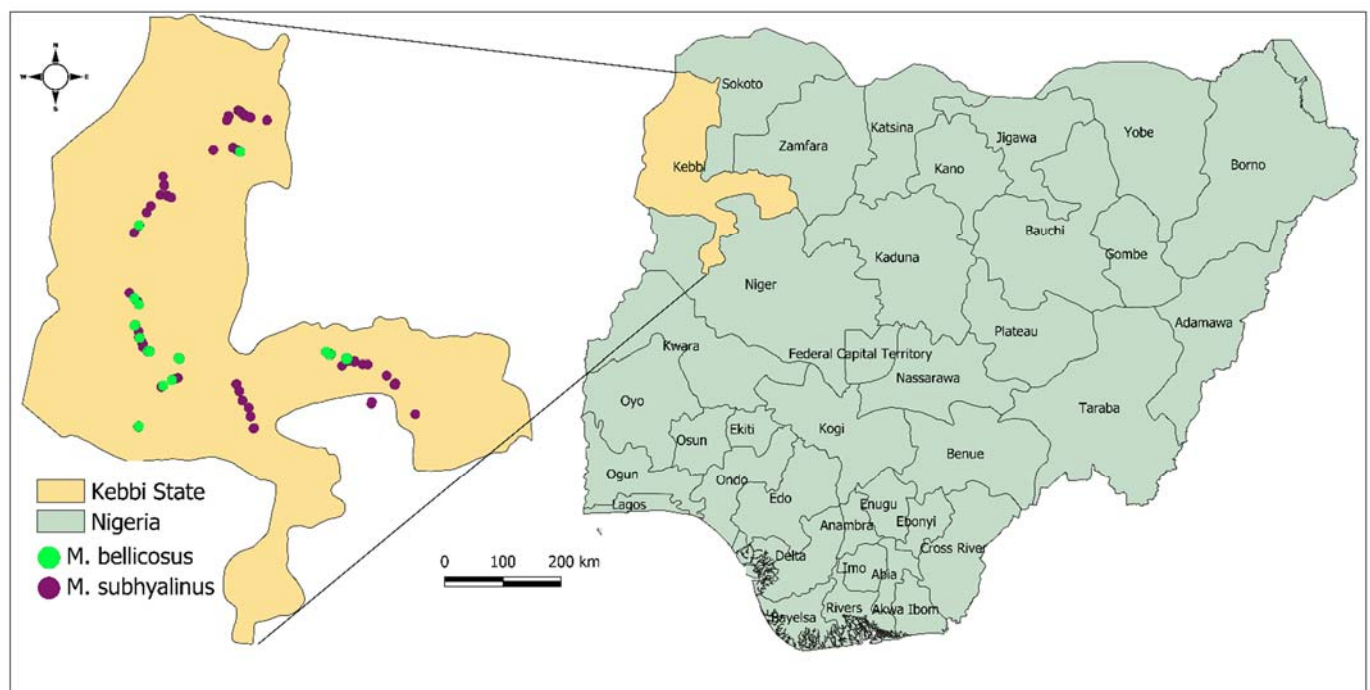 N
W E
S
Kebbi State
Nigeria
M. bellicosus
M. subhyalinus
0 100 200 km
Sokoto
Kebbi
Zamfara
Katsina
Kano
Jigawa
Yobe
Borno
Bauchi
Gombe
Kaduna
Niger
Plateau
Adamawa
Kwara
Federal Capital Territory
Nassarawa
Taraba
Oyo
Osun
Ekiti
Kogi
Benue
Ogun
Lagos
Ondo
Edo
Enugu
Anambra
Ebonyi
Cross River
Delta
Imo
Abia
Bayelsa
Rivers
Akwa Ibom